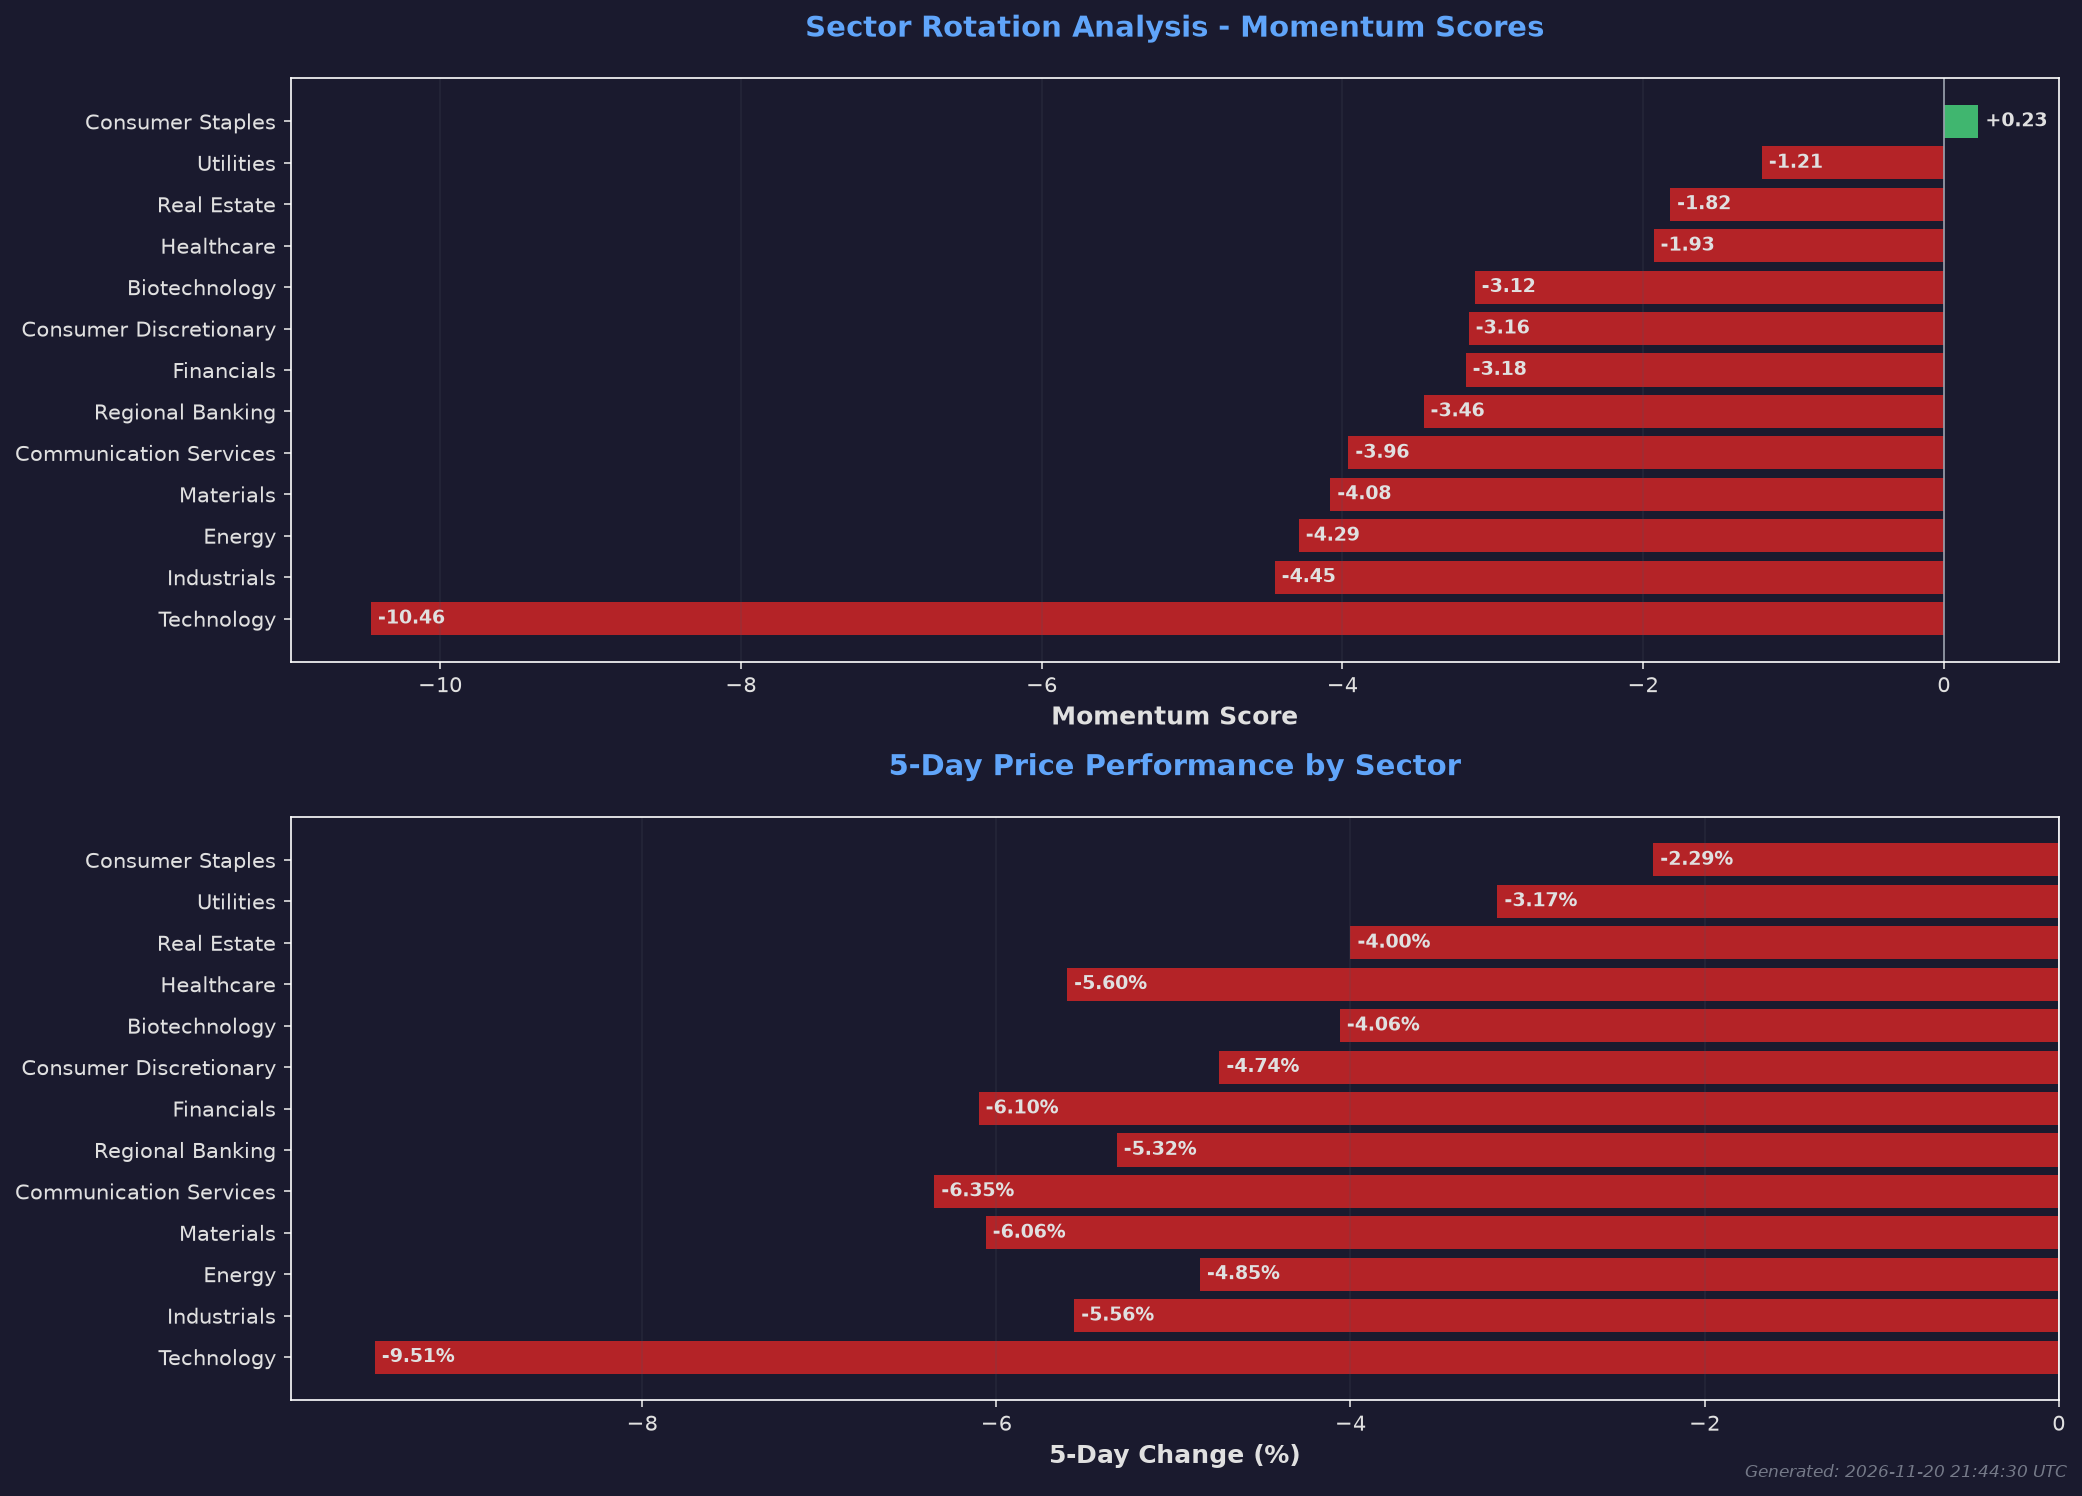 Sector Rotation Analysis - Momentum Scores
Consumer Staples +0.23
Utilities -1.21
Real Estate -1.82
Healthcare -1.93
Biotechnology -3.12
Consumer Discretionary -3.16
Financials -3.18
Regional Banking -3.46
Communication Services -3.96
Materials -4.08
Energy -4.29
Industrials -4.45
Technology -10.46
−10 −8 −6 −4 −2 0
Momentum Score
5-Day Price Performance by Sector
Consumer Staples -2.29%
Utilities -3.17%
Real Estate -4.00%
Healthcare -5.60%
Biotechnology -4.06%
Consumer Discretionary -4.74%
Financials -6.10%
Regional Banking -5.32%
Communication Services -6.35%
Materials -6.06%
Energy -4.85%
Industrials -5.56%
Technology -9.51%
−8 −6 −4 −2 0
5-Day Change (%)
Generated: 2026-11-20 21:44:30 UTC